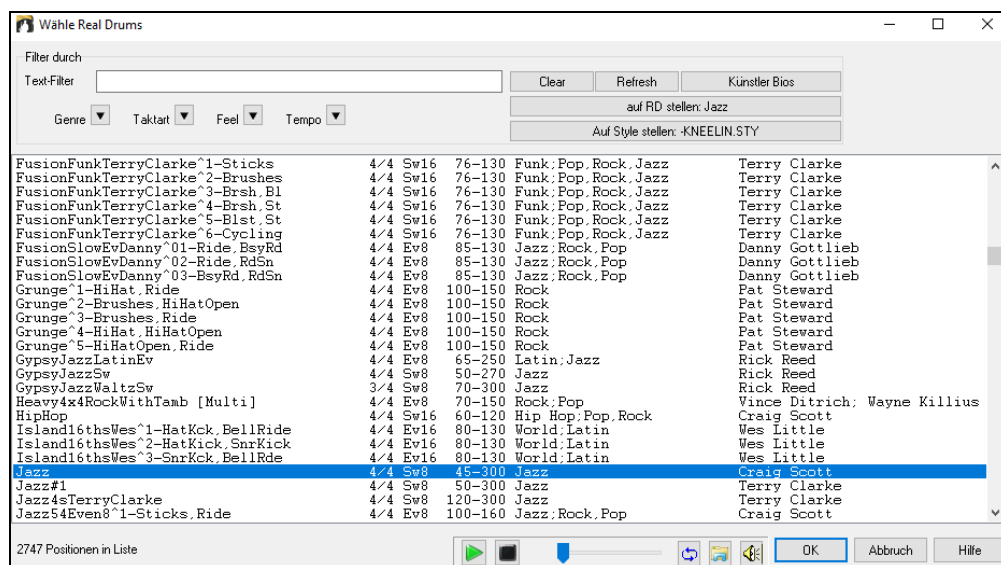 Wähle Real Drums
Filter durch
Text-Filter Clear Refresh Künstler Bios
auf RD stellen: Jazz
Genre Taktart Feel Tempo
Auf Style stellen: -KNEELIN.STY
FusionFunkTerryClarke^1-Sticks 4/4 Sw16 76-130 Funk;Pop,Rock,Jazz Terry Clarke
FusionFunkTerryClarke^2-Brushes 4/4 Sw16 76-130 Funk;Pop,Rock,Jazz Terry Clarke
FusionFunkTerryClarke^3-Brsh,Bl 4/4 Sw16 76-130 Funk;Pop,Rock,Jazz Terry Clarke
FusionFunkTerryClarke^4-Brsh,St 4/4 Sw16 76-130 Funk;Pop,Rock,Jazz Terry Clarke
FusionFunkTerryClarke^5-Blst,St 4/4 Sw16 76-130 Funk;Pop,Rock,Jazz Terry Clarke
FusionFunkTerryClarke^6-Cycling 4/4 Sw16 76-130 Funk;Pop,Rock,Jazz Terry Clarke
FusionSlowEvDanny^01-Ride,BsyRd 4/4 Ev8 85-130 Jazz;Rock,Pop Danny Gottlieb
FusionSlowEvDanny^02-Ride,RdSn 4/4 Ev8 85-130 Jazz;Rock,Pop Danny Gottlieb
FusionSlowEvDanny^03-BsyRd,RdSn 4/4 Ev8 85-130 Jazz;Rock,Pop Danny Gottlieb
Grunge^1-HiHat,Ride 4/4 Ev8 100-150 Rock Pat Steward
Grunge^2-Brushes,HiHatOpen 4/4 Ev8 100-150 Rock Pat Steward
Grunge^3-Brushes,Ride 4/4 Ev8 100-150 Rock Pat Steward
Grunge^4-HiHat,HiHatOpen 4/4 Ev8 100-150 Rock Pat Steward
Grunge^5-HiHatOpen,Ride 4/4 Ev8 100-150 Rock Pat Steward
GypsyJazzLatinEv 4/4 Ev8 65-250 Latin;Jazz Rick Reed
GypsyJazzSw 4/4 Sw8 50-270 Jazz Rick Reed
GypsyJazzWaltzSw 3/4 Sw8 70-300 Jazz Rick Reed
Heavy4x4RockWithTamb [Multi] 4/4 Ev8 70-150 Rock;Pop Vince Ditrich; Wayne Killius
HipHop 4/4 Sw16 60-120 Hip Hop;Pop,Rock Craig Scott
Island16thsWes^1-HatKck,BellRide 4/4 Ev16 80-130 World;Latin Wes Little
Island16thsWes^2-HatKick,SnrKick 4/4 Ev16 80-130 World;Latin Wes Little
Island16thsWes^3-SnrKck,BellRde 4/4 Ev16 80-130 World;Latin Wes Little
Jazz 4/4 Sw8 45-300 Jazz Craig Scott
Jazz#1 4/4 Sw8 50-300 Jazz Terry Clarke
Jazz4sTerryClarke 4/4 Sw8 120-300 Jazz Terry Clarke
Jazz54Even8^1-Sticks,Ride 4/4 Ev8 100-160 Jazz;Rock,Pop Craig Scott
2747 Positionen in Liste OK Abbruch Hilfe